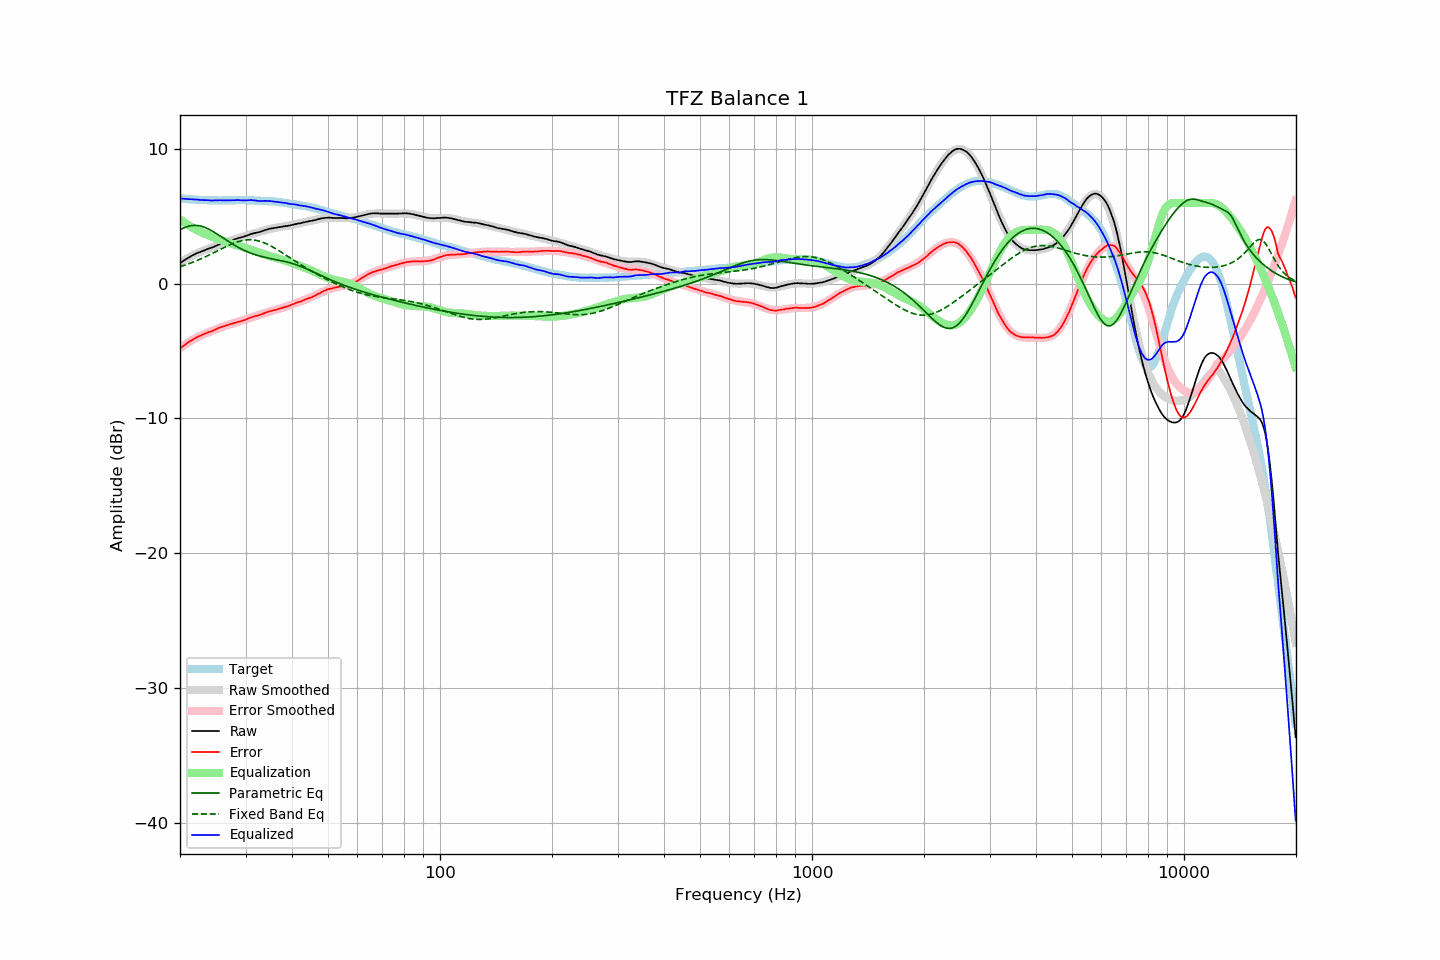 TFZ Balance 1
Amplitude (dBr)
10
0
−10
−20
−30
−40
Target
Raw Smoothed
Error Smoothed
Raw
Error
Equalization
Parametric Eq
Fixed Band Eq
Equalized
100
1000
10000
Frequency (Hz)